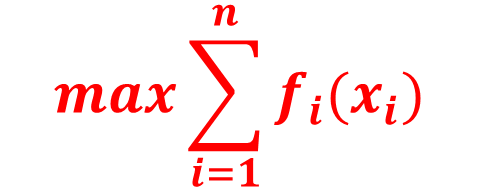 max ∑_{i=1}^{n} f_i(x_i)